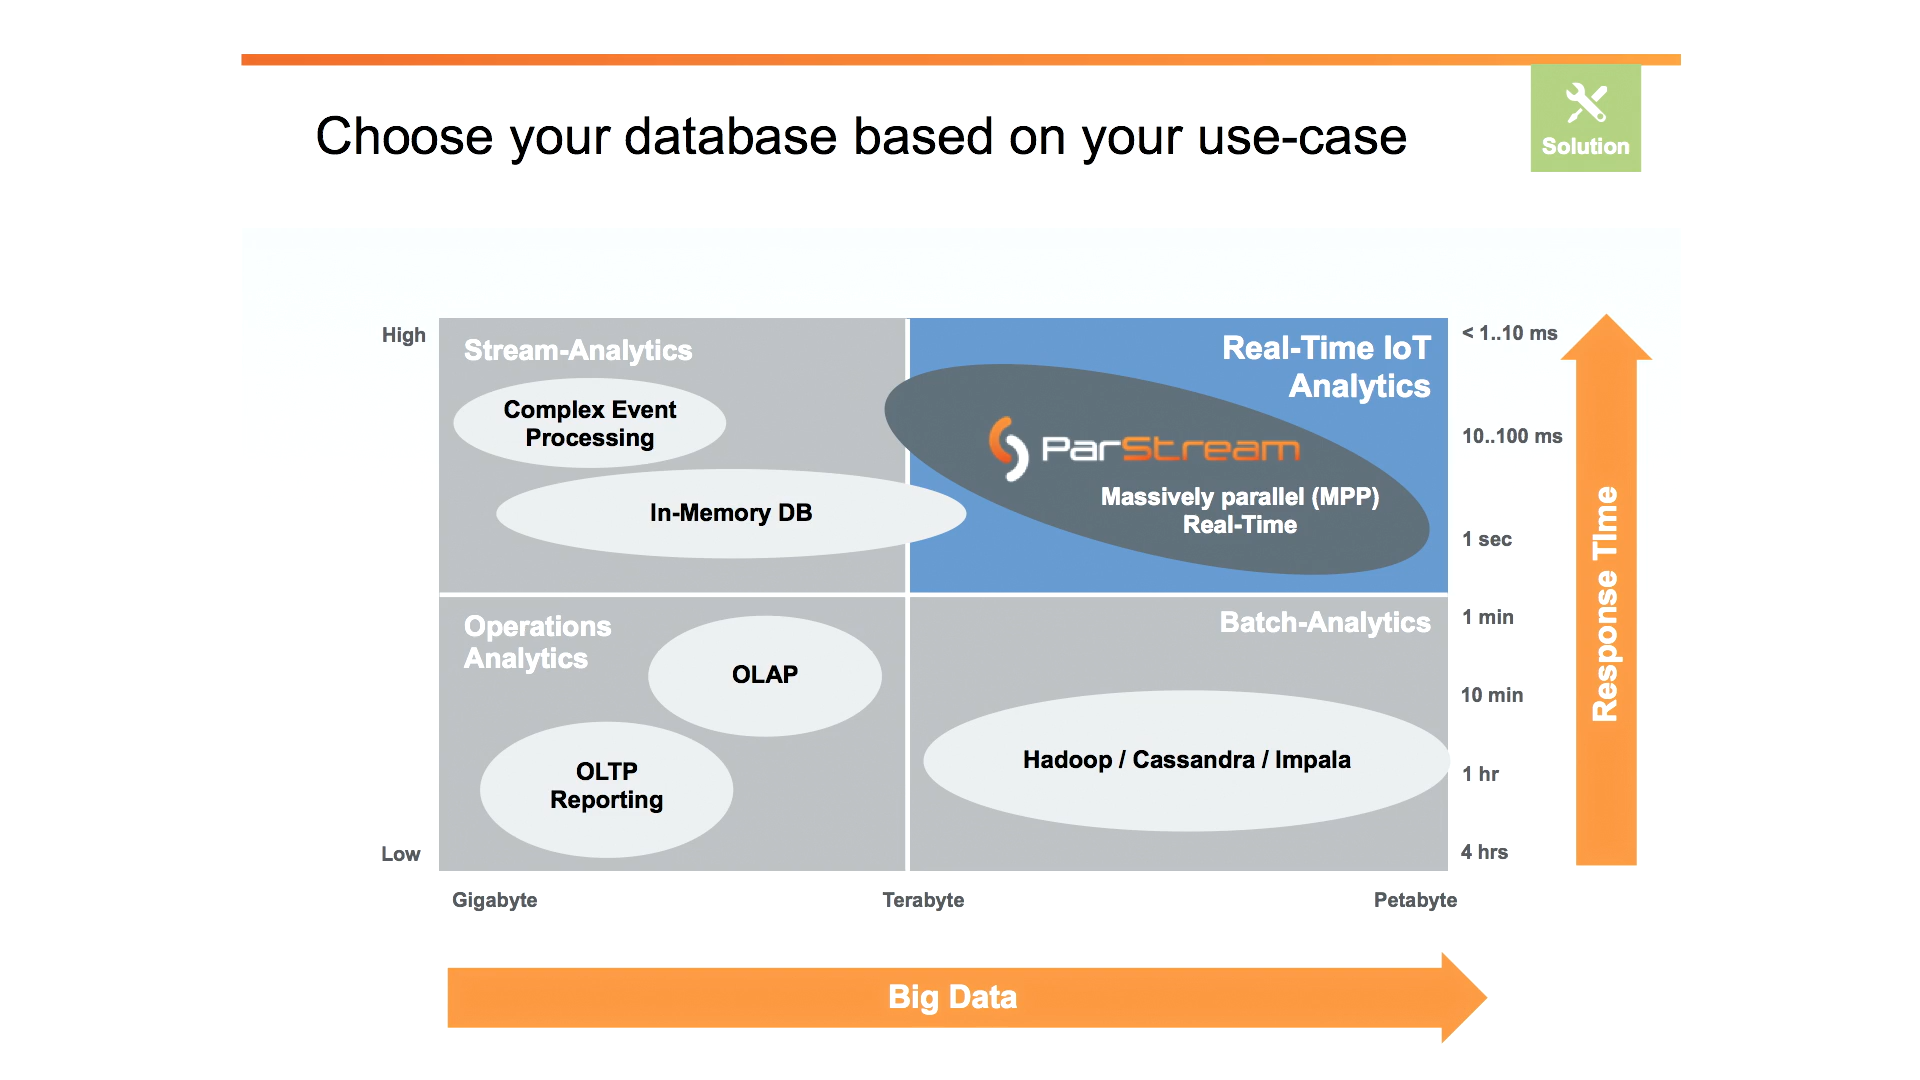 Choose your database based on your use-case
Solution
High
Stream-Analytics
Complex Event
Processing
In-Memory DB
Real-Time IoT
Analytics
ParStream
Massively parallel (MPP)
Real-Time
Operations
Analytics
OLAP
OLTP
Reporting
Batch-Analytics
Hadoop / Cassandra / Impala
Low
< 1..10 ms
10..100 ms
1 sec
1 min
10 min
1 hr
4 hrs
Response TIme
Gigabyte
Terabyte
Petabyte
Big Data